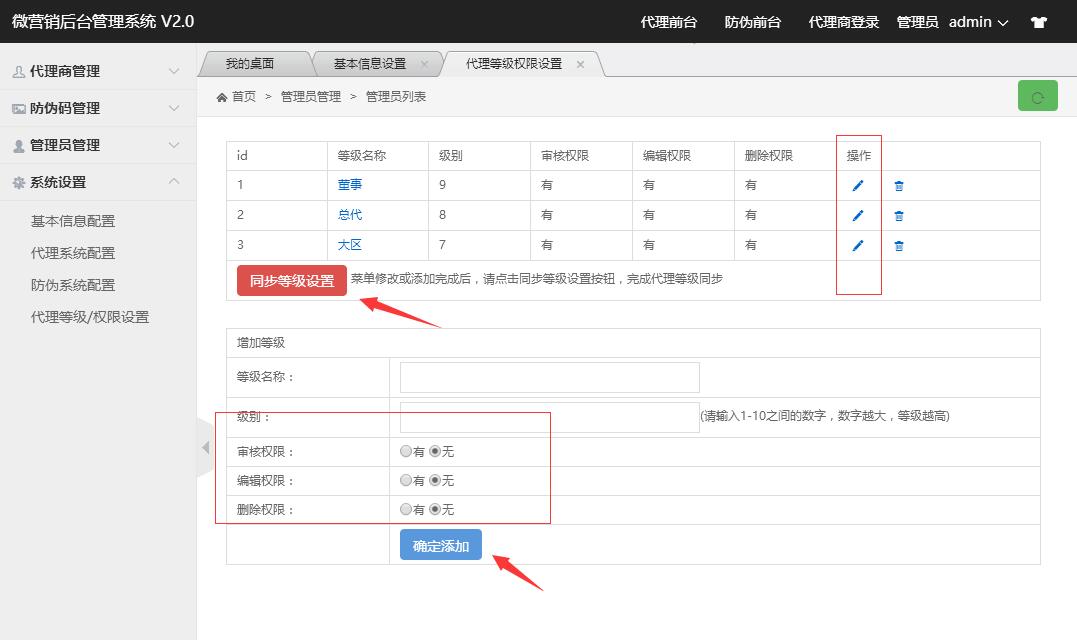 微营销后台管理系统 V2.0
代理前台 防伪前台 代理商登录 管理员 admin
代理商管理
防伪码管理
管理员管理
系统设置
基本信息配置
代理系统配置
防伪系统配置
代理等级/权限设置
我的桌面 基本信息设置 代理等级权限设置
首页 > 管理员管理 > 管理员列表
id 等级名称 级别 审核权限 编辑权限 删除权限 操作
1 董事 9 有 有 有
2 总代 8 有 有 有
3 大区 7 有 有 有
同步等级设置 菜单修改或添加完成后，请点击同步等级设置按钮，完成代理等级同步
增加等级
等级名称：
级别： (请输入1-10之间的数字，数字越大，等级越高)
审核权限： 有 无
编辑权限： 有 无
删除权限： 有 无
确定添加